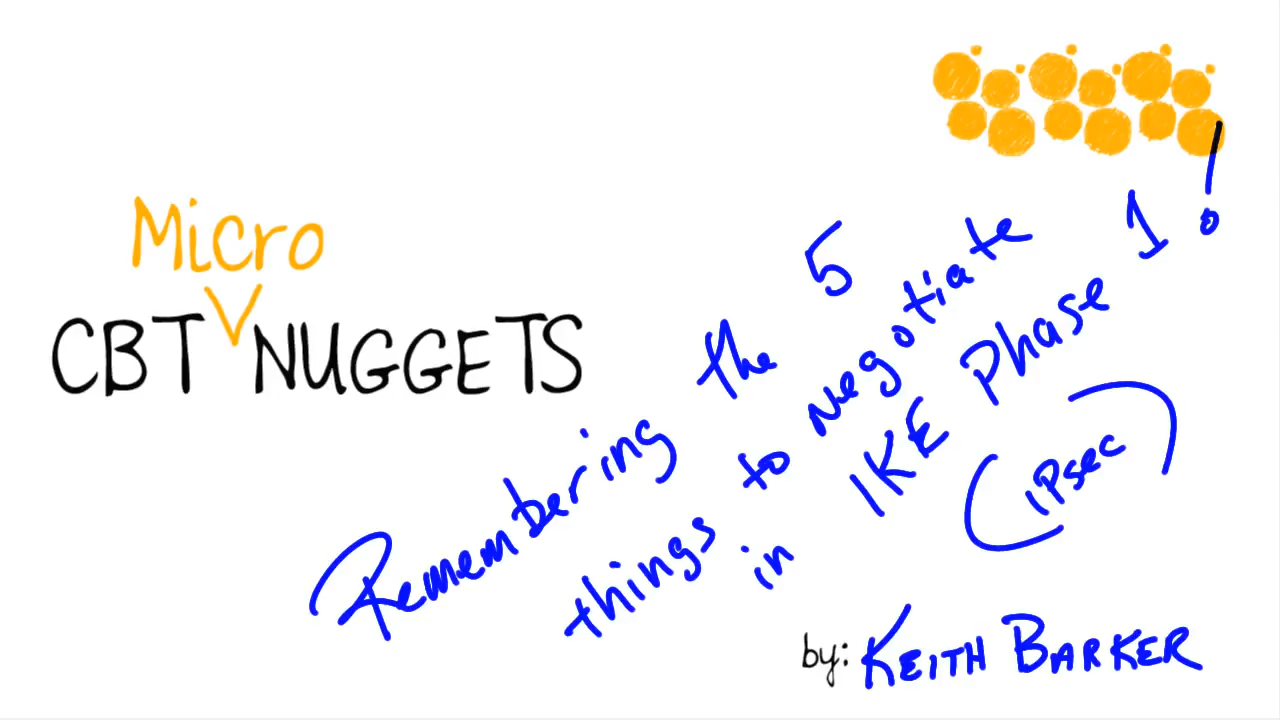 Micro
CBT NUGGETS
Remembering the 5
things to negotiate
in IKE Phase 1!
(IPsec)
by: KEITH BARKER